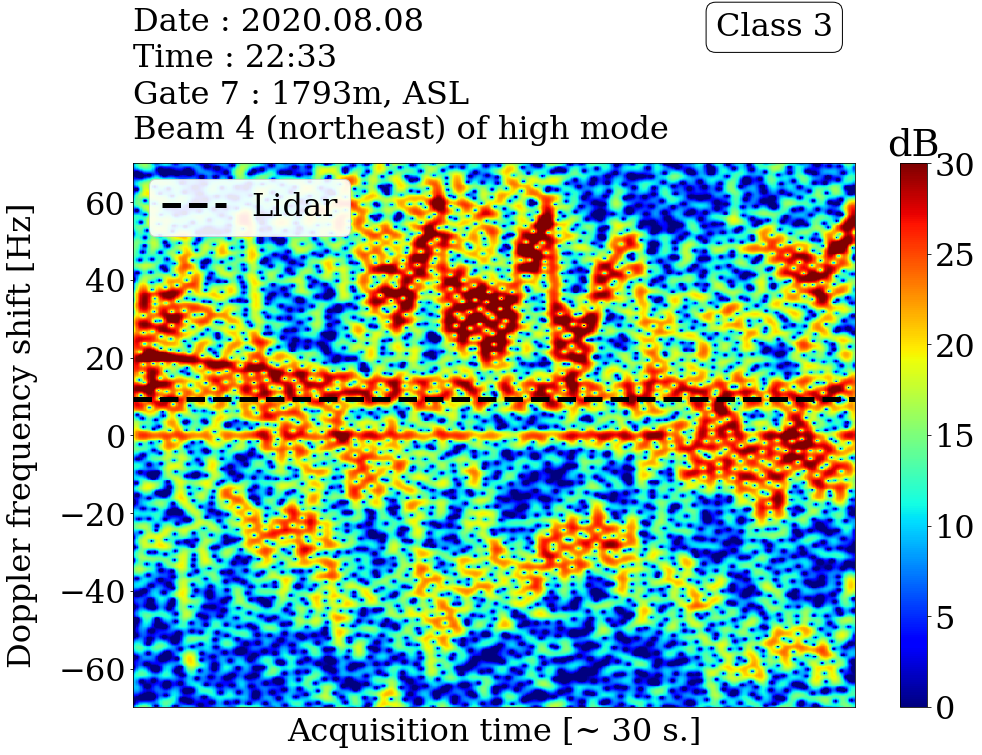 Date : 2020.08.08
Time : 22:33
Gate 7 : 1793m, ASL
Beam 4 (northeast) of high mode
Class 3
Lidar
dB
30
25
20
15
10
5
0
Doppler frequency shift [Hz]
60
40
20
0
−20
−40
−60
Acquisition time [~ 30 s.]